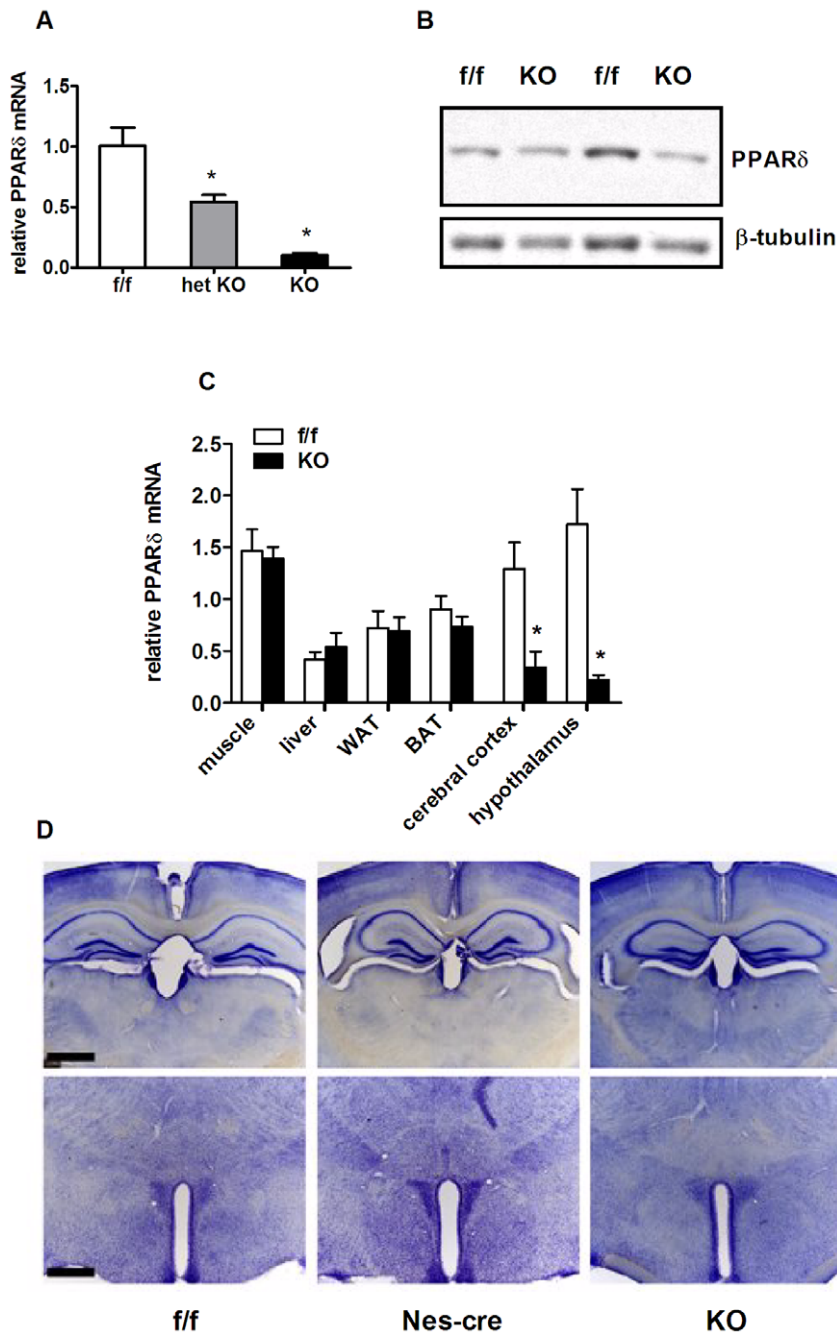 A
relative PPARδ mRNA
1.5
1.0
0.5
0.0
*
*
f/f
het KO
KO
B
f/f KO f/f KO
PPARδ
β-tubulin
C
f/f
KO
relative PPARδ mRNA
2.5
2.0
1.5
1.0
0.5
0.0
*
*
muscle
liver
WAT
BAT
cerebral cortex
hypothalamus
D
f/f
Nes-cre
KO